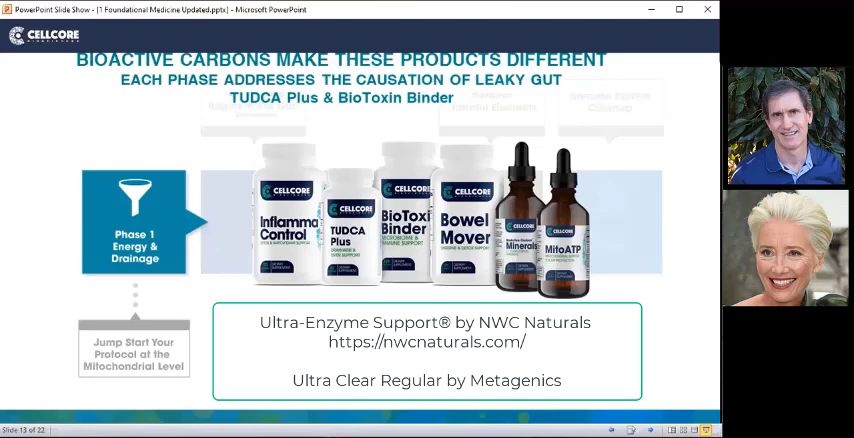 PowerPoint Slide Show - [1 Foundational Medicine Updated.pptx] - Microsoft PowerPoint
CELLCORE
BIOSCIENCES
BIOACTIVE CARBONS MAKE THESE PRODUCTS DIFFERENT
EACH PHASE ADDRESSES THE CAUSATION OF LEAKY GUT
TUDCA Plus & BioToxin Binder
Phase 1
Energy &
Drainage
Jump Start Your
Protocol at the
Mitochondrial Level
CELLCORE
Inflamma
Control
CELLCORE
TUDCA
Plus
CELLCORE
BioToxi
Binder
CELLCORE
Bowel
Mover
CELLCORE
Minerals
CELLCORE
MitoATP
Ultra-Enzyme Support® by NWC Naturals
https://nwcnaturals.com/
Ultra Clear Regular by Metagenics
Slide 13 of 22